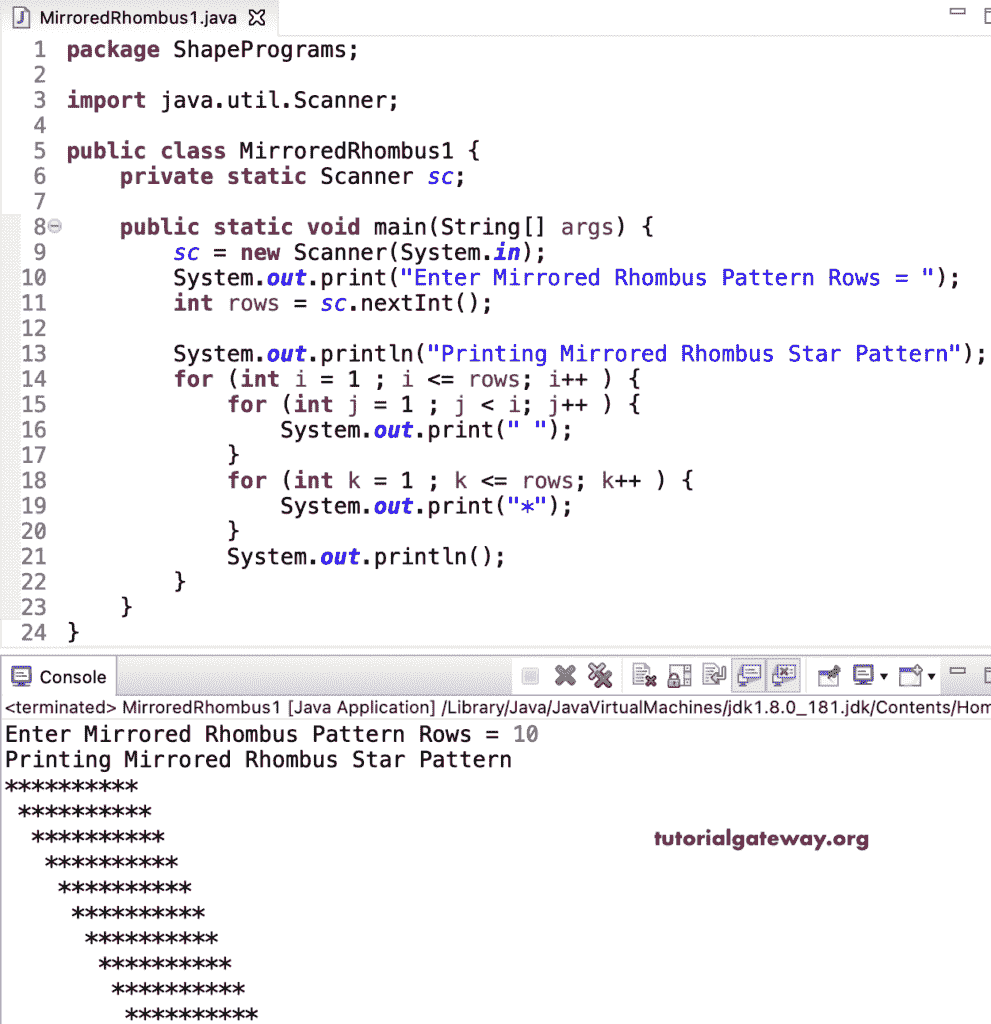 MirroredRhombus1.java
1 package ShapePrograms;
2
3 import java.util.Scanner;
4
5 public class MirroredRhombus1 {
6     private static Scanner sc;
7
8     public static void main(String[] args) {
9         sc = new Scanner(System.in);
10         System.out.print("Enter Mirrored Rhombus Pattern Rows = ");
11         int rows = sc.nextInt();
12
13         System.out.println("Printing Mirrored Rhombus Star Pattern");
14         for (int i = 1 ; i <= rows; i++ ) {
15             for (int j = 1 ; j < i; j++ ) {
16                 System.out.print(" ");
17             }
18             for (int k = 1 ; k <= rows; k++ ) {
19                 System.out.print("*");
20             }
21             System.out.println();
22         }
23     }
24 }
Console
<terminated> MirroredRhombus1 [Java Application] /Library/Java/JavaVirtualMachines/jdk1.8.0_181.jdk/Contents/Hom
Enter Mirrored Rhombus Pattern Rows = 10
Printing Mirrored Rhombus Star Pattern
**********
 **********
  **********
tutorialgateway.org
   **********
    **********
     **********
      **********
       **********
        **********
         **********